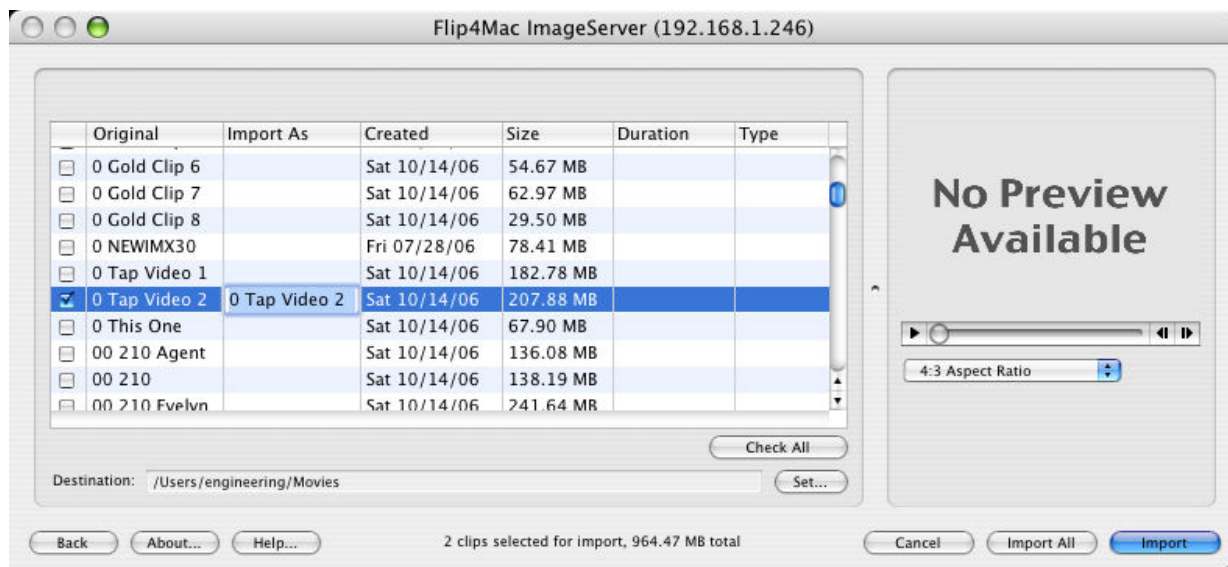 Flip4Mac ImageServer (192.168.1.246)
Original Import As Created Size Duration Type
0 Gold Clip 6 Sat 10/14/06 54.67 MB
0 Gold Clip 7 Sat 10/14/06 62.97 MB
0 Gold Clip 8 Sat 10/14/06 29.50 MB
0 NEWIMX30 Fri 07/28/06 78.41 MB
0 Tap Video 1 Sat 10/14/06 182.78 MB
0 Tap Video 2 0 Tap Video 2 Sat 10/14/06 207.88 MB
0 This One Sat 10/14/06 67.90 MB
00 210 Agent Sat 10/14/06 136.08 MB
00 210 Sat 10/14/06 138.19 MB
00 210 Evelyn Sat 10/14/06 241.64 MB
Check All
Destination: /Users/engineering/Movies Set...
No Preview
Available
4:3 Aspect Ratio
Back About... Help... 2 clips selected for import, 964.47 MB total Cancel Import All Import